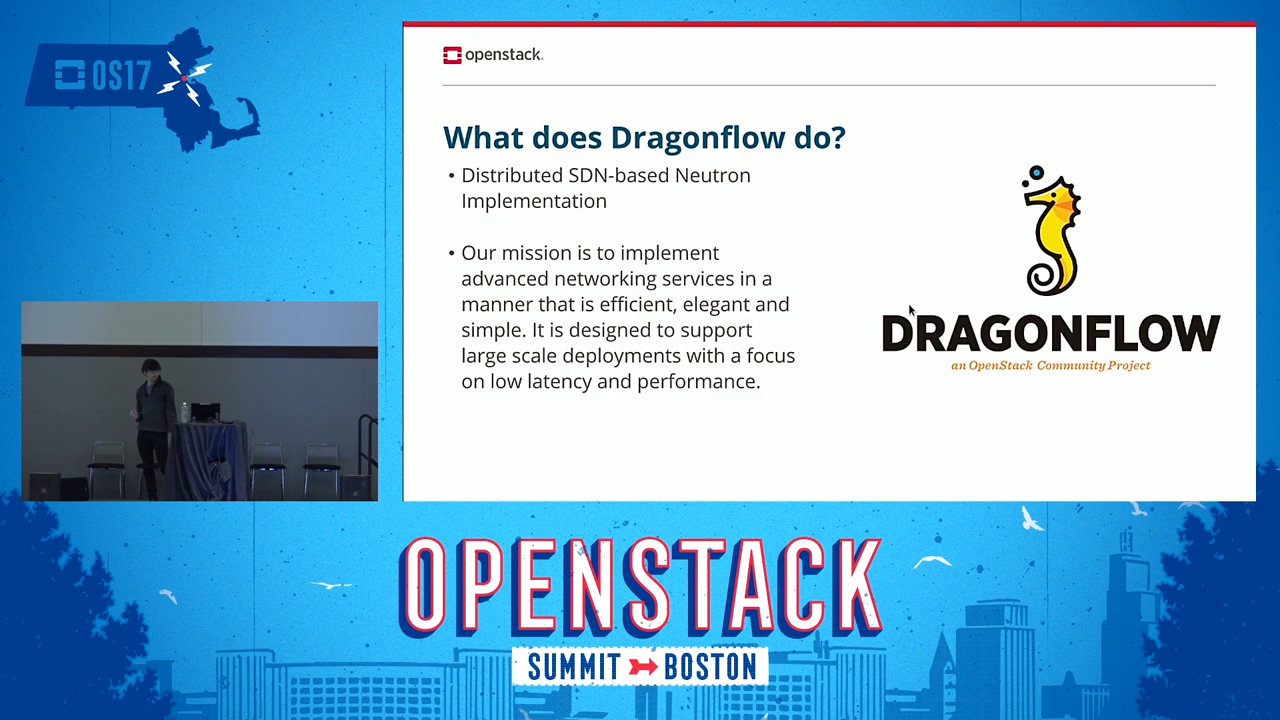 OS17
openstack.
What does Dragonflow do?
• Distributed SDN-based Neutron
Implementation
• Our mission is to implement
advanced networking services in a
manner that is efficient, elegant and
simple. It is designed to support
large scale deployments with a focus
on low latency and performance.
DRAGONFLOW
an OpenStack Community Project
OPENSTACK
SUMMIT BOSTON